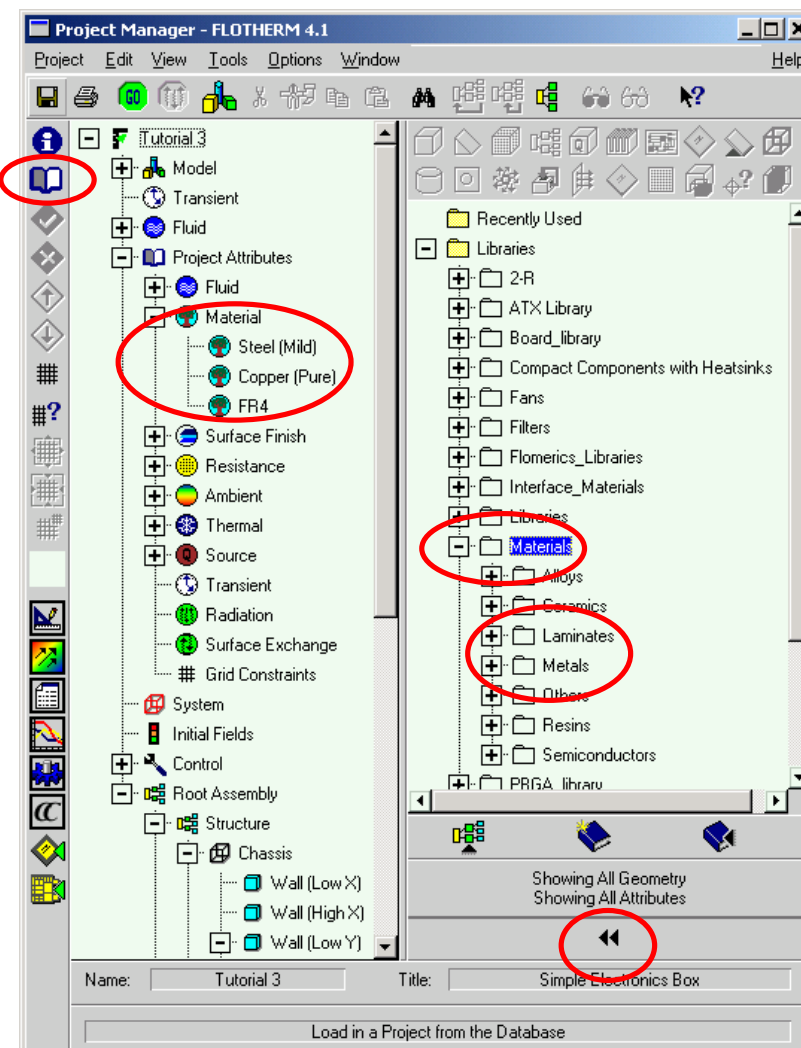 Project Manager - FLOTHERM 4.1
Project Edit View Tools Options Window Help
GO
Tutorial 3
Model
Transient
Fluid
Project Attributes
Fluid
Material
Steel (Mild)
Copper (Pure)
FR4
Surface Finish
Resistance
Ambient
Thermal
Source
Transient
Radiation
Surface Exchange
Grid Constraints
System
Initial Fields
Control
Root Assembly
Structure
Chassis
Wall (Low X)
Wall (High X)
Wall (Low Y)
Recently Used
Libraries
2-R
ATX Library
Board_library
Compact Components with Heatsinks
Fans
Filters
Flomerics_Libraries
Interface_Materials
Libraries
Materials
Alloys
Ceramics
Laminates
Metals
Others
Resins
Semiconductors
PBGA_library
Showing All Geometry
Showing All Attributes
Name: Tutorial 3 Title: Simple Electronics Box
Load in a Project from the Database